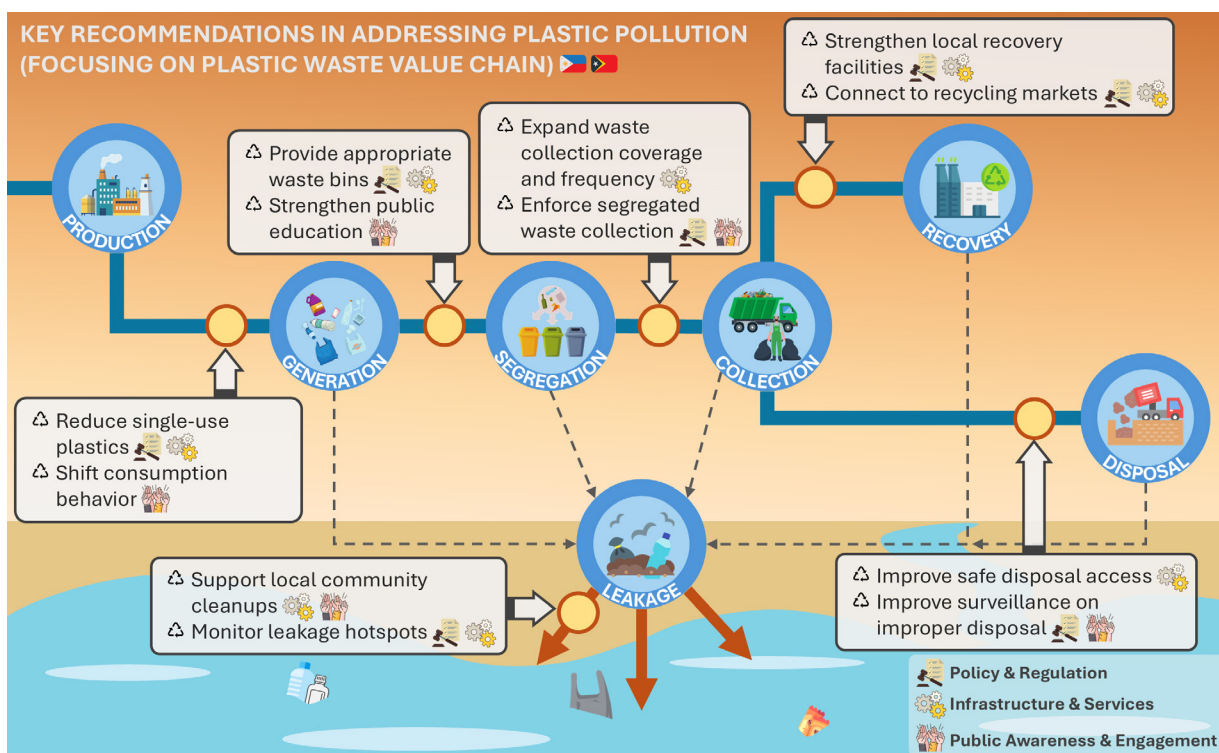 KEY RECOMMENDATIONS IN ADDRESSING PLASTIC POLLUTION
(FOCUSING ON PLASTIC WASTE VALUE CHAIN)
Strengthen local recovery
facilities
Connect to recycling markets
Expand waste
collection coverage
and frequency
Enforce segregated
waste collection
Provide appropriate
waste bins
Strengthen public
education
PRODUCTION
RECOVERY
GENERATION
SEGREGATION
COLLECTION
Reduce single-use
plastics
Shift consumption
behavior
DISPOSAL
LEAKAGE
Support local community
cleanups
Monitor leakage hotspots
Improve safe disposal access
Improve surveillance on
improper disposal
Policy & Regulation
Infrastructure & Services
Public Awareness & Engagement